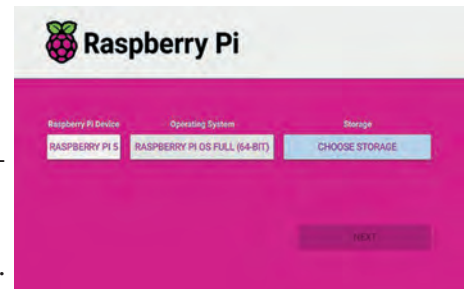 Raspberry Pi
Raspberry Pi Device
Operating System
Storage
RASPBERRY PI 5
RASPBERRY PI OS FULL (64-BIT)
CHOOSE STORAGE
NEXT